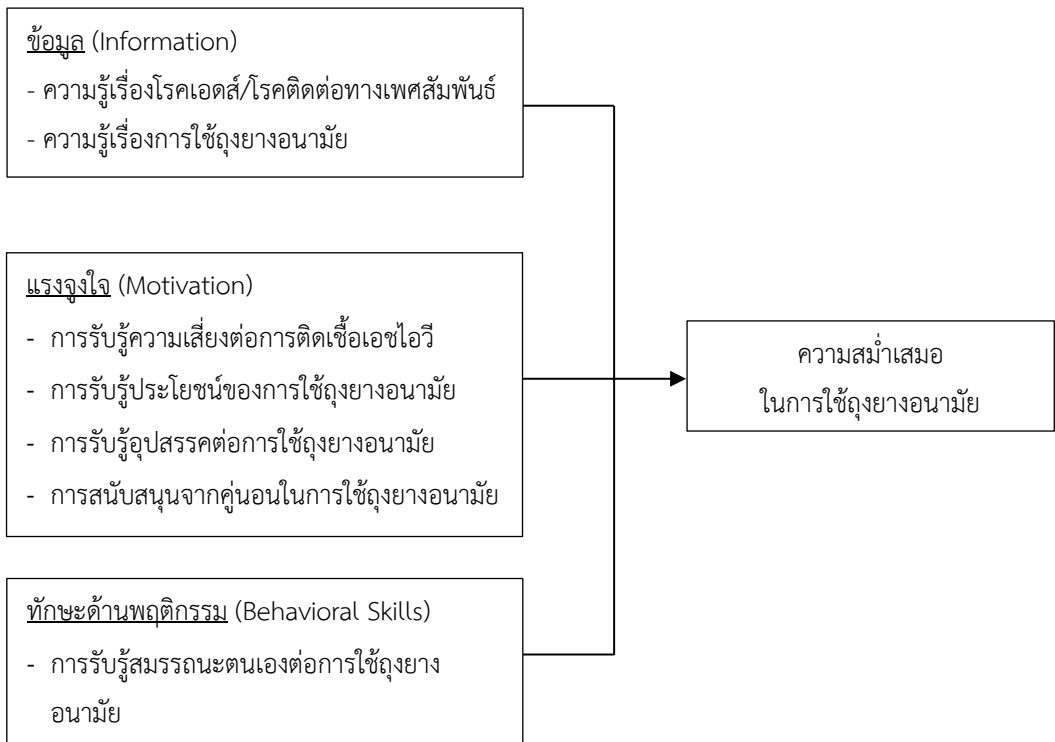 ข้อมูล (Information)
- ความรู้เรื่องโรคเอดส์/โรคติดต่อทางเพศสัมพันธ์
- ความรู้เรื่องการใช้ถุงยางอนามัย
แรงจูงใจ (Motivation)
- การรับรู้ความเสี่ยงต่อการติดเชื้อเอชไอวี
- การรับรู้ประโยชน์ของการใช้ถุงยางอนามัย
- การรับรู้อุปสรรคต่อการใช้ถุงยางอนามัย
- การสนับสนุนจากคู่นอนในการใช้ถุงยางอนามัย
ทักษะด้านพฤติกรรม (Behavioral Skills)
- การรับรู้สมรรถนะตนเองต่อการใช้ถุงยาง
อนามัย
ความสม่ำเสมอ
ในการใช้ถุงยางอนามัย